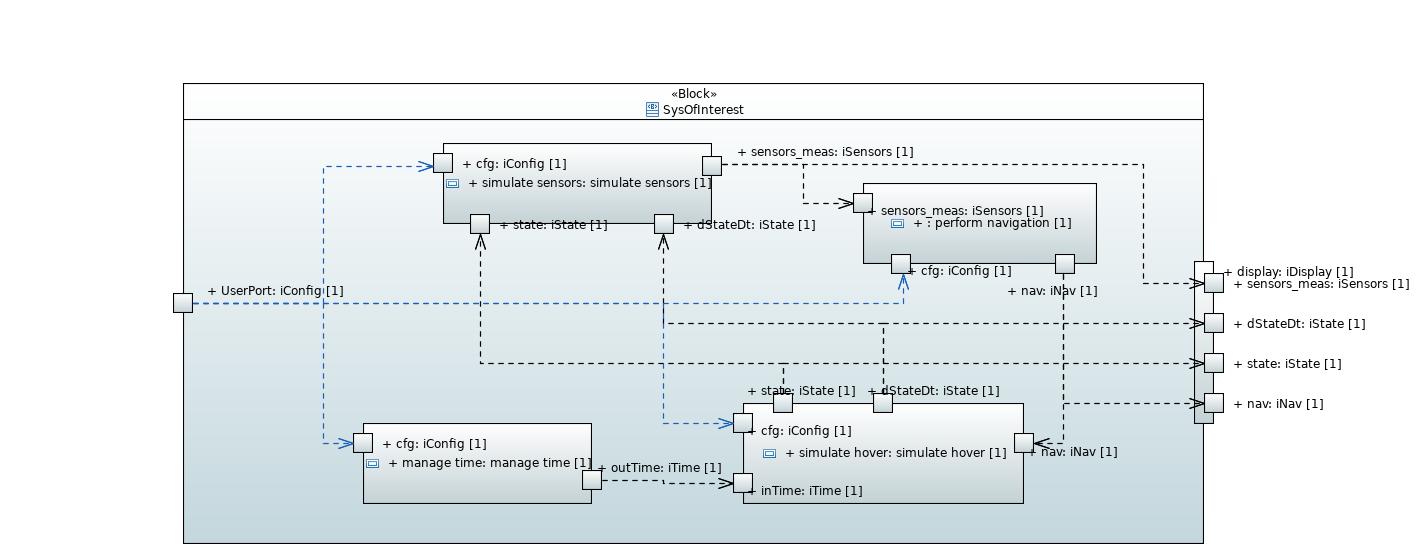 «Block»
SysOfInterest
+ sensors_meas: iSensors [1]
+ cfg: iConfig [1]
+ simulate sensors: simulate sensors [1]
+ state: iState [1]
+ dStateDt: iState [1]
+ sensors_meas: iSensors [1]
+ : perform navigation [1]
+ cfg: iConfig [1]
+ nav: iNav [1]
+ UserPort: iConfig [1]
+ display: iDisplay [1]
+ sensors_meas: iSensors [1]
+ dStateDt: iState [1]
+ state: iState [1]
+ nav: iNav [1]
+ state: iState [1]
+ dStateDt: iState [1]
+ cfg: iConfig [1]
+ simulate hover: simulate hover [1]
+ nav: iNav [1]
+ inTime: iTime [1]
+ cfg: iConfig [1]
+ manage time: manage time [1]
+ outTime: iTime [1]